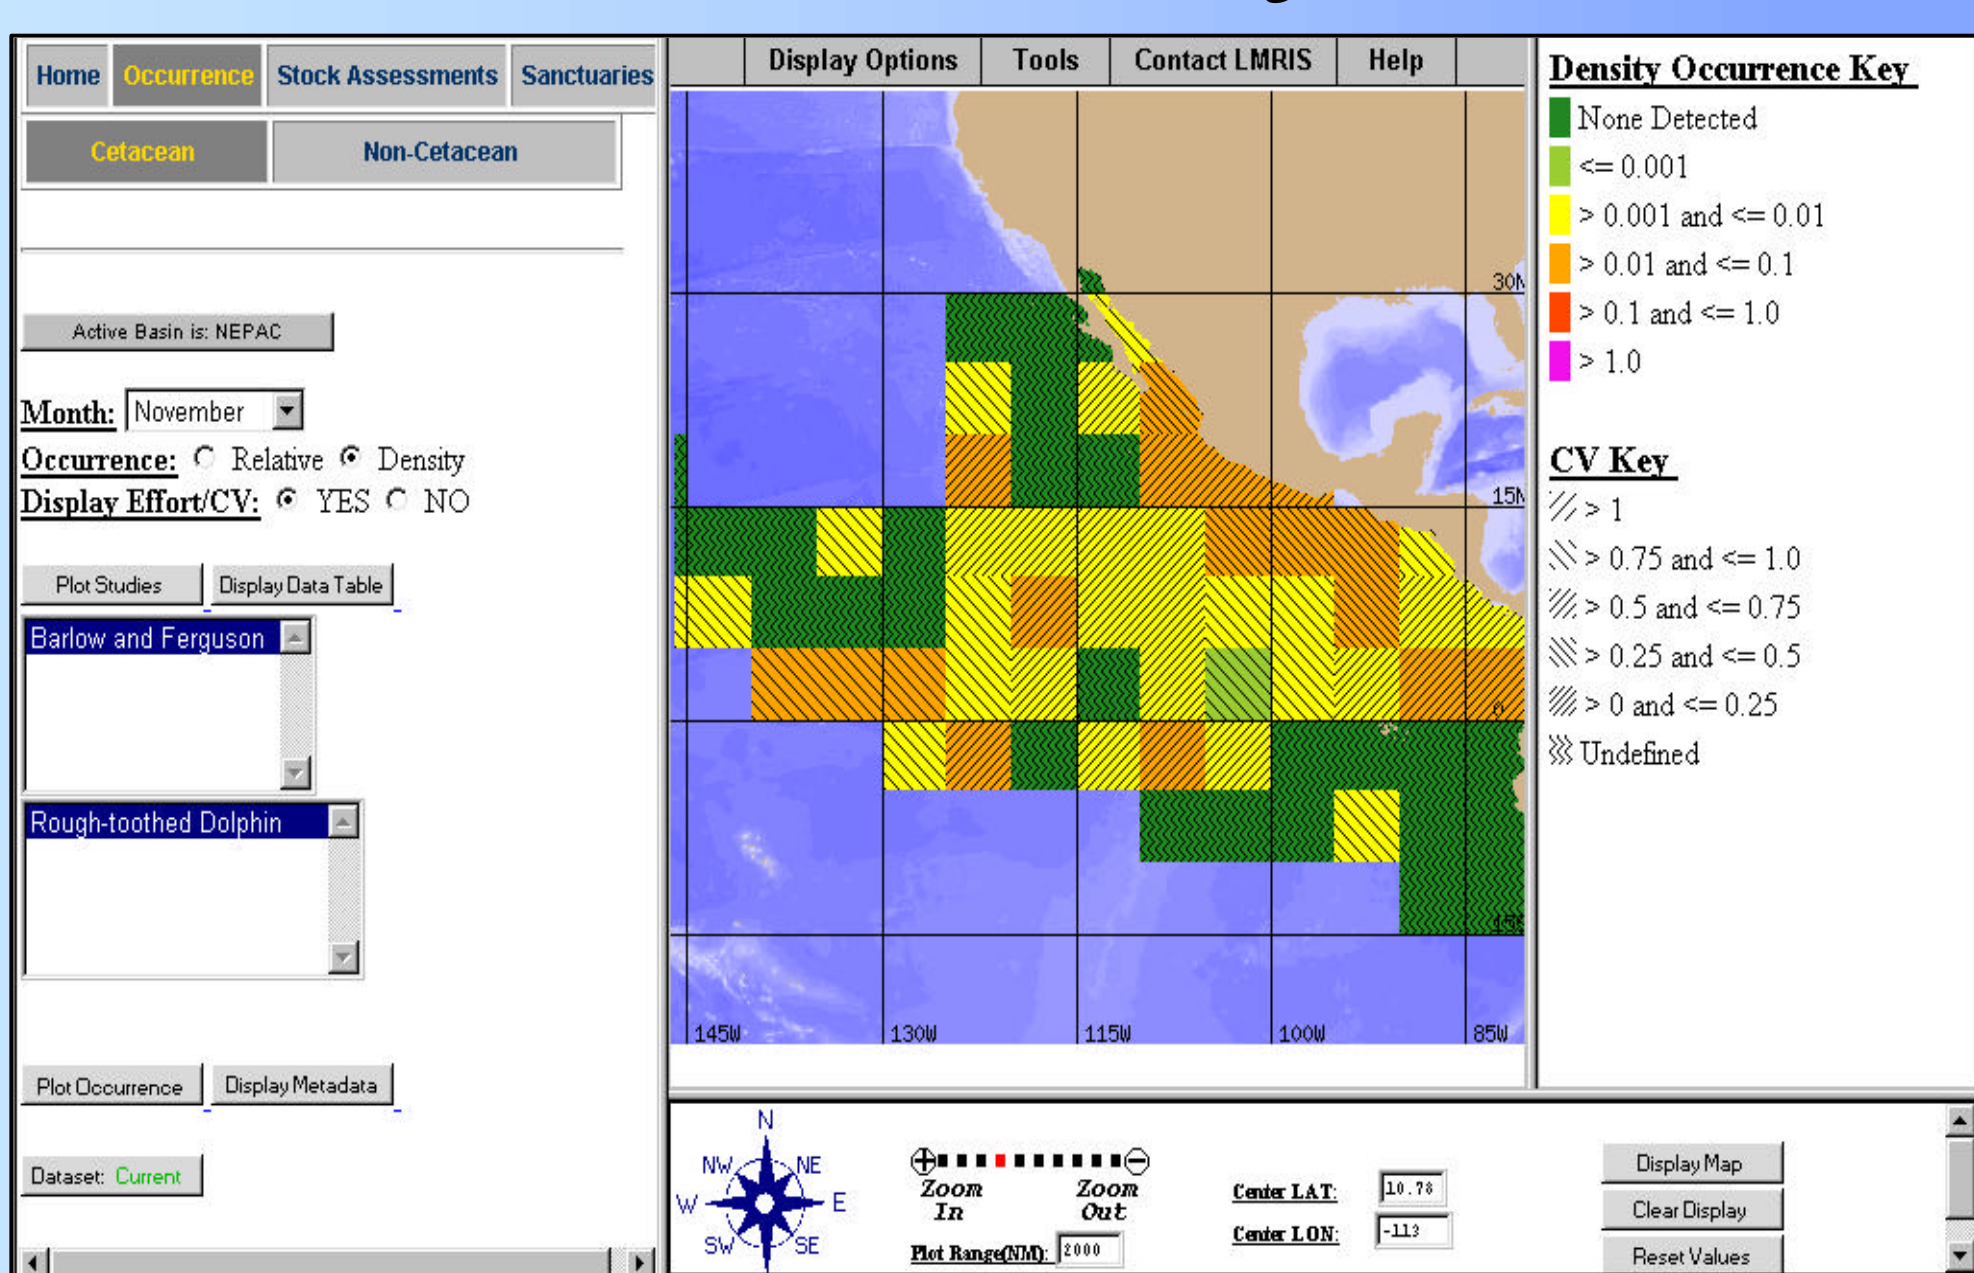 Home Occurrence Stock Assessments Sanctuaries
Cetacean Non-Cetacean
Active Basin is: NEPAC
Month: November
Occurrence: Relative Density
Display Effort/CV: YES NO
Plot Studies Display Data Table
Barlow and Ferguson
Rough-toothed Dolphin
Plot Occurrence Display Metadata
Dataset: Current
Display Options Tools Contact LMRIS Help
30N
15N
0
15S
145W 130W 115W 100W 85W
Density Occurrence Key
None Detected
<= 0.001
> 0.001 and <= 0.01
> 0.01 and <= 0.1
> 0.1 and <= 1.0
> 1.0
CV Key
> 1
> 0.75 and <= 1.0
> 0.5 and <= 0.75
> 0.25 and <= 0.5
> 0 and <= 0.25
Undefined
N
NW NE
W E
SW SE
Zoom In Zoom Out
Plot Range(NM): 2000
Center LAT: 10.78
Center LON: -113
Display Map
Clear Display
Reset Values